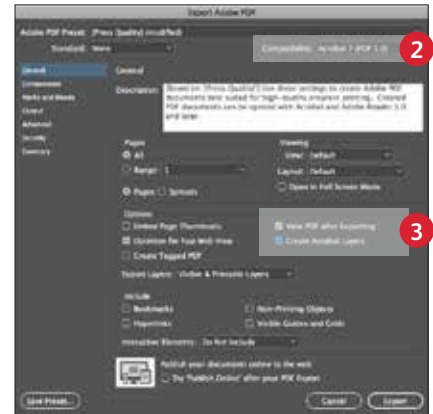 Export Adobe PDF
Adobe PDF Preset: [Press Quality] (modified)
Standard: None
Compatibility: Acrobat 7 (PDF 1.6)
2
General
Compression
Marks and Bleeds
Output
Advanced
Security
Summary
General
Description: [Based on '[Press Quality]'] Use these settings to create Adobe PDF
documents best suited for high-quality prepress printing. Created
PDF documents can be opened with Acrobat and Adobe Reader 5.0
and later.
Pages
All
Range: 1
Pages Spreads
Viewing
View: Default
Layout: Default
Open in Full Screen Mode
Options
Embed Page Thumbnails
Optimize for Fast Web View
Create Tagged PDF
View PDF after Exporting
Create Acrobat Layers
3
Export Layers: Visible & Printable Layers
Include
Bookmarks
Hyperlinks
Non-Printing Objects
Visible Guides and Grids
Interactive Elements: Do Not Include
Publish your documents online to the web
Try 'Publish Online' after your PDF Export
Save Preset...
Cancel
Export